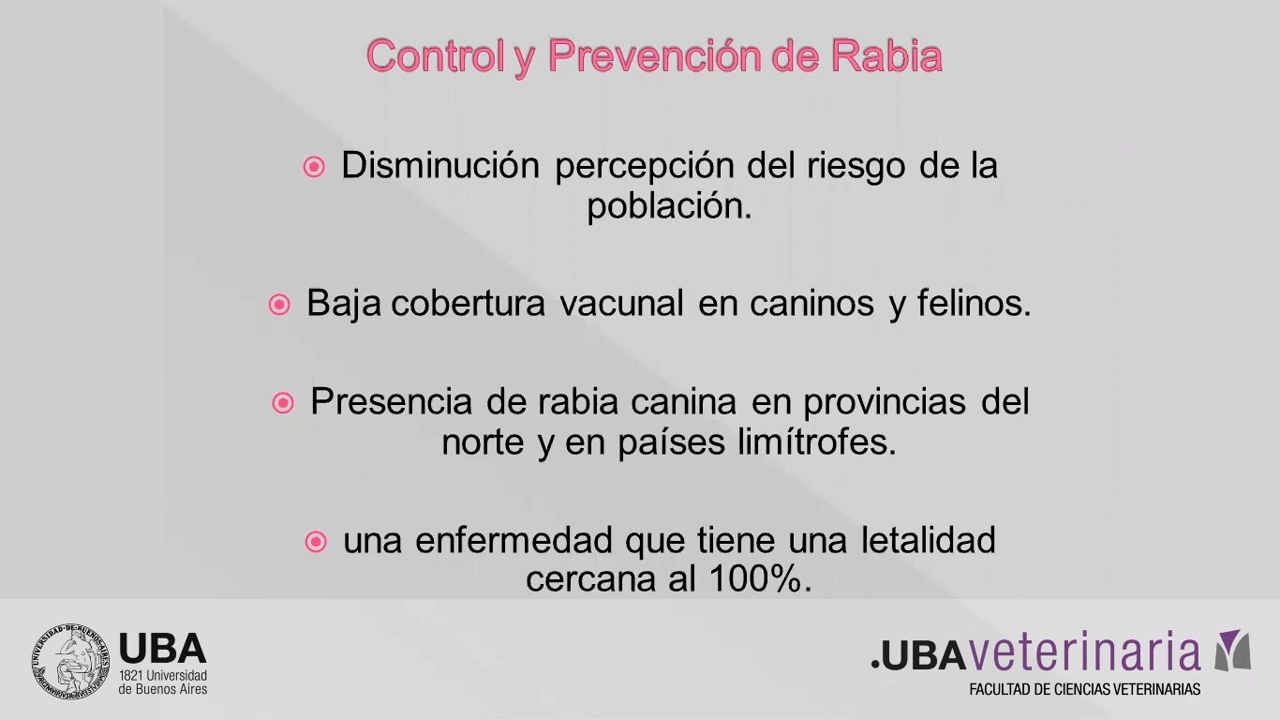 Control y Prevención de Rabia
Disminución percepción del riesgo de la
población.
Baja cobertura vacunal en caninos y felinos.
Presencia de rabia canina en provincias del
norte y en países limítrofes.
una enfermedad que tiene una letalidad
cercana al 100%.
UBA
1821 Universidad
de Buenos Aires
.UBAveterinaria
FACULTAD DE CIENCIAS VETERINARIAS